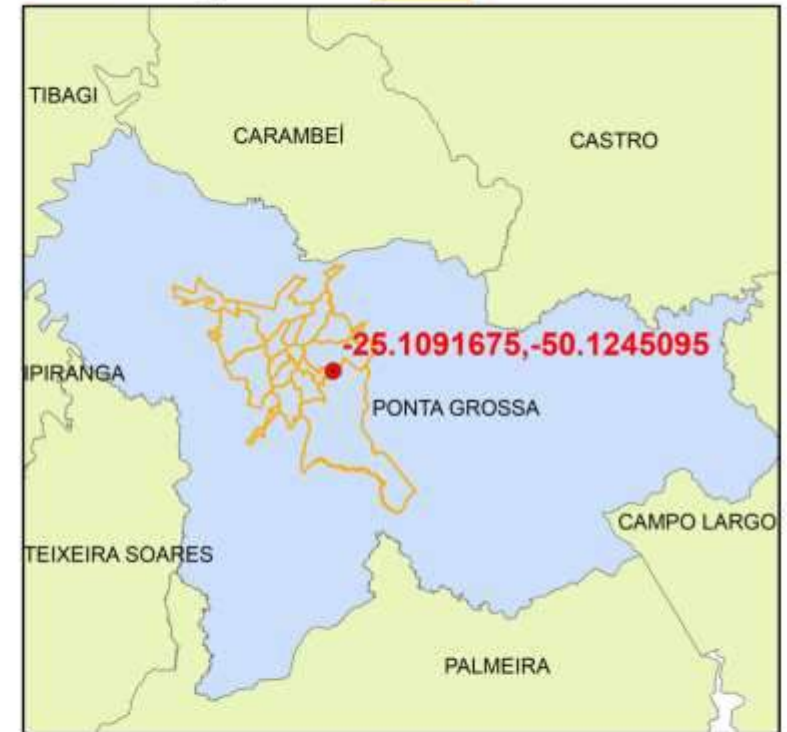 TIBAGI
CARAMBEÍ
CASTRO
-25.1091675,-50.1245095
IPIRANGA
PONTA GROSSA
CAMPO LARGO
TEIXEIRA SOARES
PALMEIRA